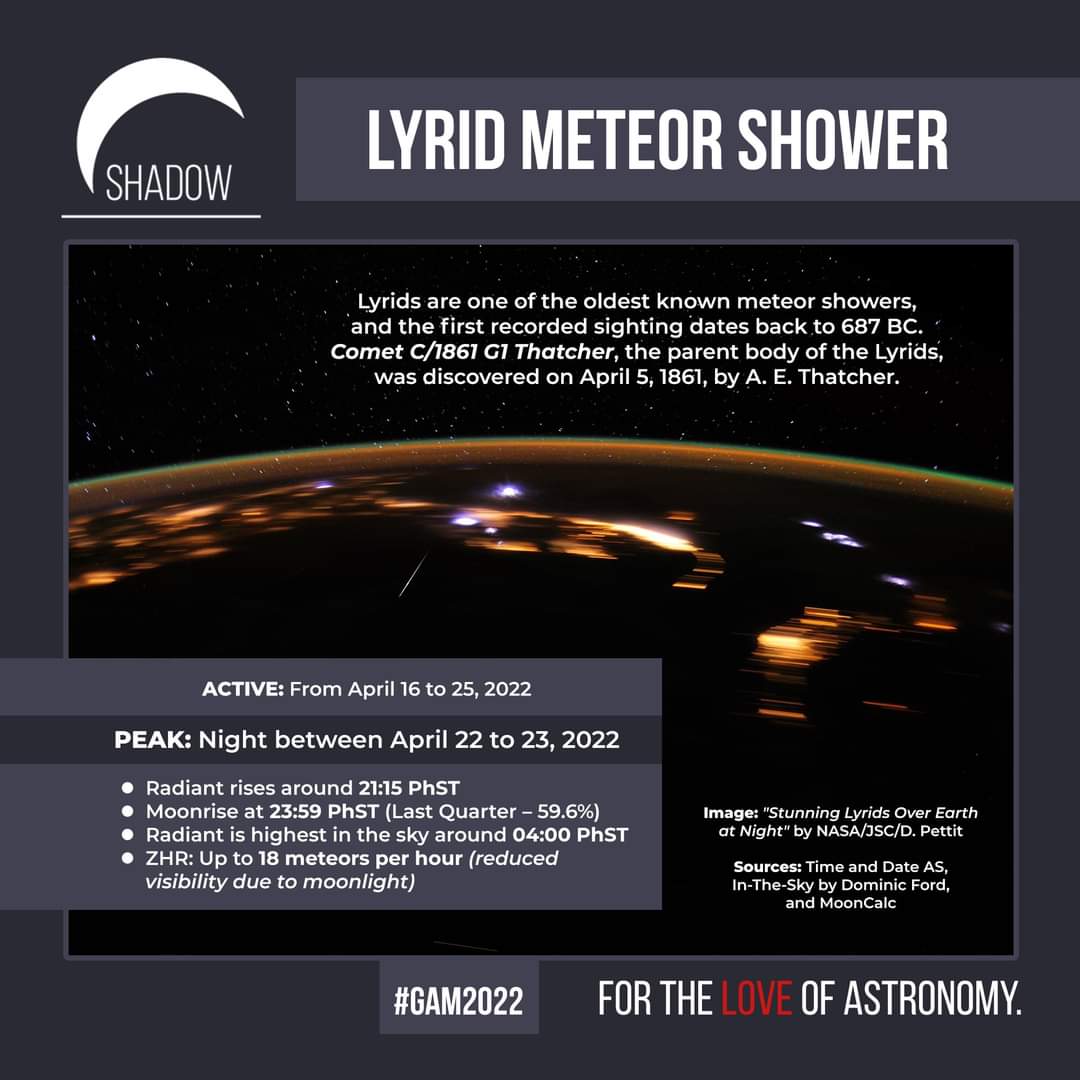 SHADOW
LYRID METEOR SHOWER
Lyrids are one of the oldest known meteor showers,
and the first recorded sighting dates back to 687 BC.
Comet C/1861 G1 Thatcher, the parent body of the Lyrids,
was discovered on April 5, 1861, by A. E. Thatcher.
ACTIVE: From April 16 to 25, 2022
PEAK: Night between April 22 to 23, 2022
● Radiant rises around 21:15 PhST
● Moonrise at 23:59 PhST (Last Quarter – 59.6%)
● Radiant is highest in the sky around 04:00 PhST
● ZHR: Up to 18 meteors per hour (reduced
visibility due to moonlight)
Image: "Stunning Lyrids Over Earth
at Night" by NASA/JSC/D. Pettit
Sources: Time and Date AS,
In-The-Sky by Dominic Ford,
and MoonCalc
#GAM2022
FOR THE LOVE OF ASTRONOMY.